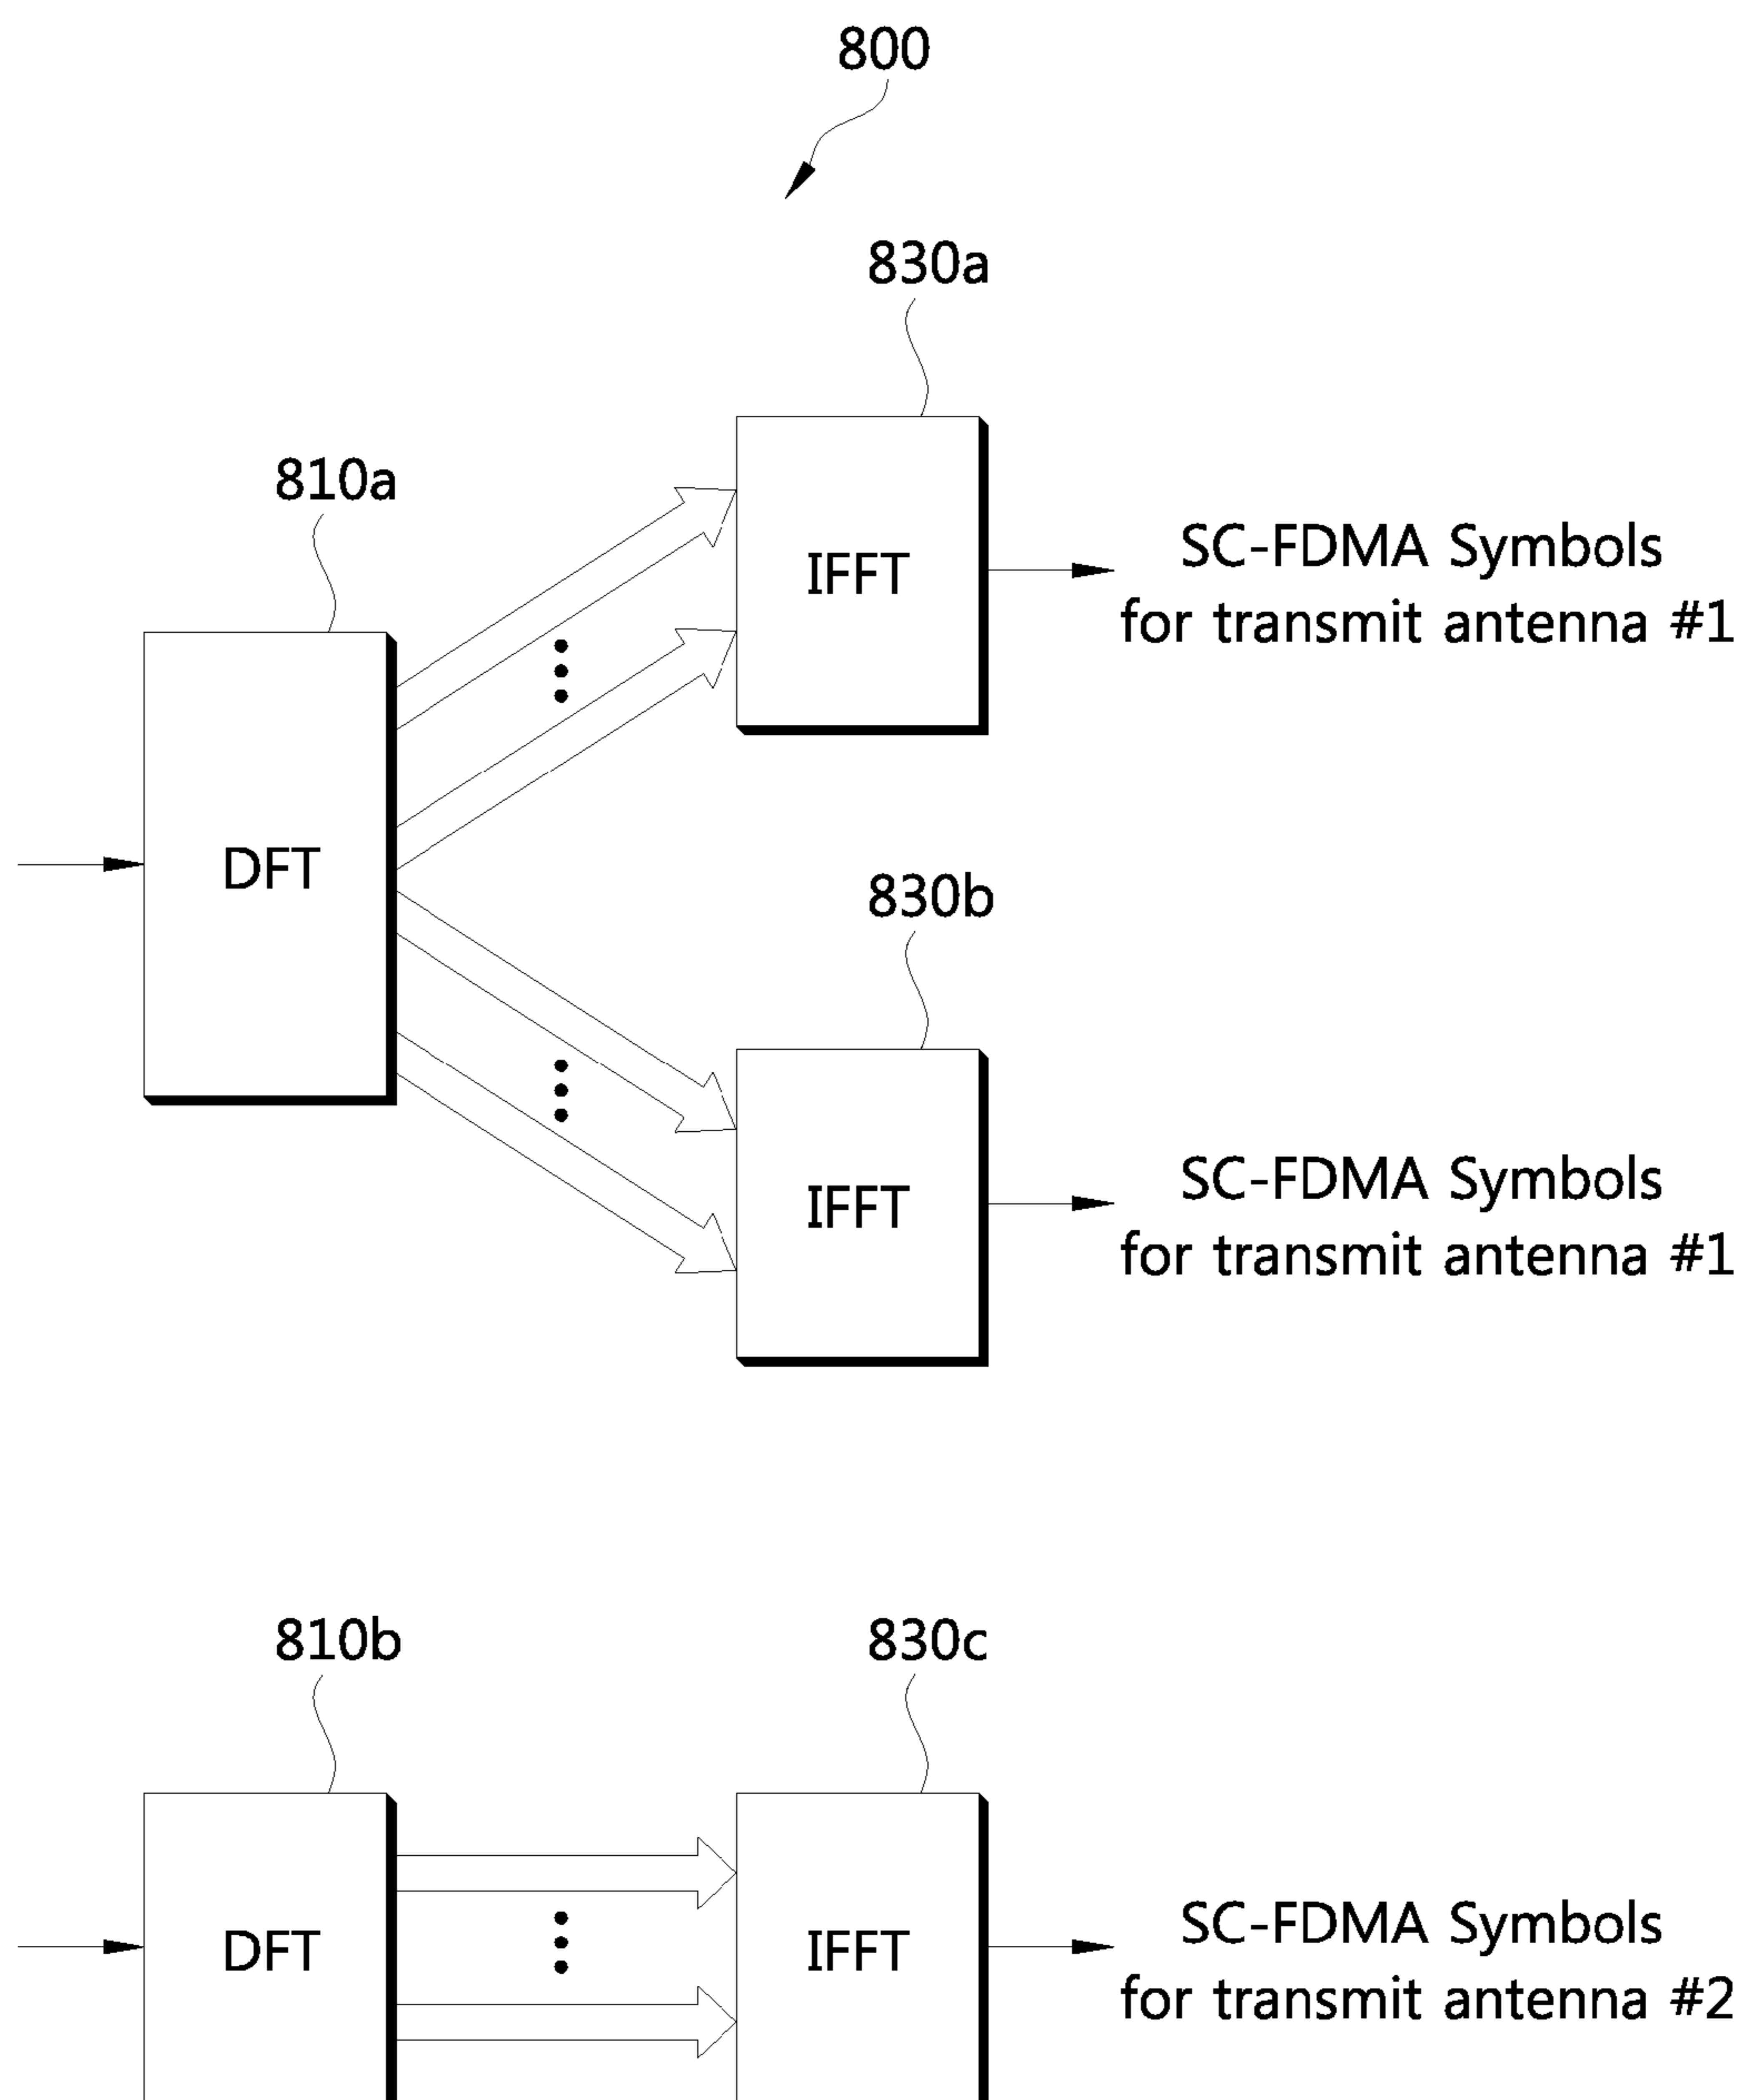 800
830a
810a
IFFT
SC-FDMA Symbols
for transmit antenna #1
DFT
830b
IFFT
SC-FDMA Symbols
for transmit antenna #1
810b
830c
DFT
IFFT
SC-FDMA Symbols
for transmit antenna #2